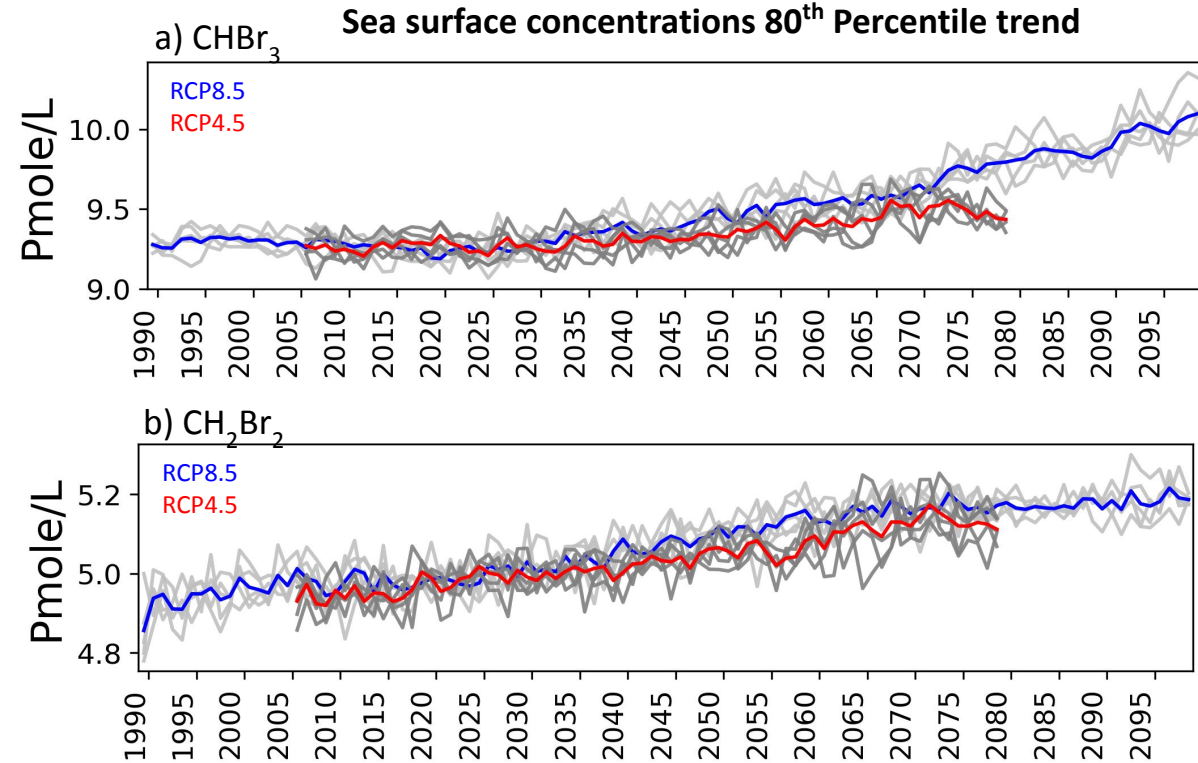 Sea surface concentrations 80th Percentile trend
a) CHBr3
RCP8.5
RCP4.5
Pmole/L
10.0
9.5
9.0
1990 1995 2000 2005 2010 2015 2020 2025 2030 2035 2040 2045 2050 2055 2060 2065 2070 2075 2080 2085 2090 2095
b) CH2Br2
RCP8.5
RCP4.5
Pmole/L
5.2
5.0
4.8
1990 1995 2000 2005 2010 2015 2020 2025 2030 2035 2040 2045 2050 2055 2060 2065 2070 2075 2080 2085 2090 2095